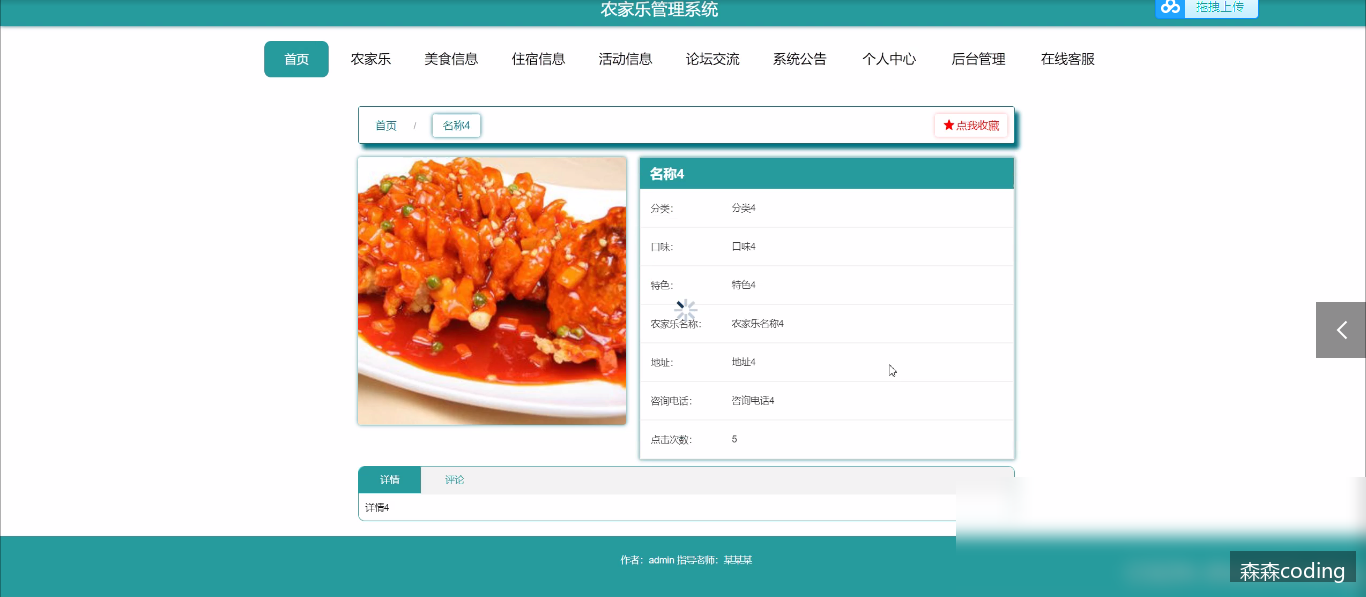 农家乐管理系统
拖拽上传
首页 农家乐 美食信息 住宿信息 活动信息 论坛交流 系统公告 个人中心 后台管理 在线客服
首页 / 名称4 点我收藏
名称4
分类: 分类4
口味: 口味4
特色: 特色4
农家乐名称: 农家乐名称4
地址: 地址4
咨询电话: 咨询电话4
点击次数: 5
详情 评论
详情4
作者：admin 指导老师：某某某
森森coding